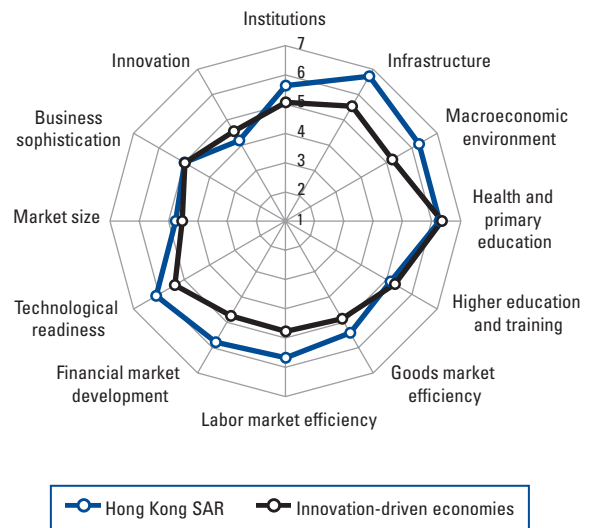 Institutions
7
Innovation
6
Infrastructure
5
Business
sophistication
4
Macroeconomic
environment
3
2
Market size
1
Health and
primary
education
Technological
readiness
Higher education
and training
Financial market
development
Goods market
efficiency
Labor market efficiency
Hong Kong SAR
Innovation-driven economies